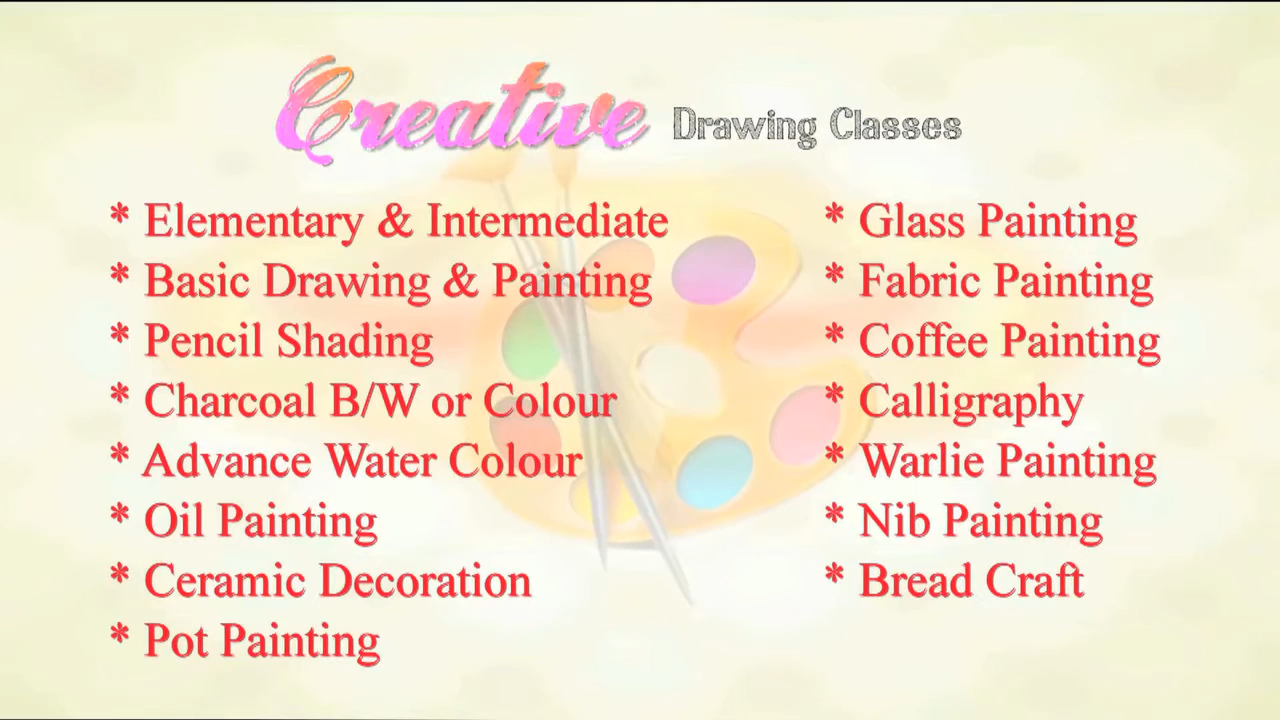 Creative Drawing Classes
* Elementary & Intermediate
* Basic Drawing & Painting
* Pencil Shading
* Charcoal B/W or Colour
* Advance Water Colour
* Oil Painting
* Ceramic Decoration
* Pot Painting
* Glass Painting
* Fabric Painting
* Coffee Painting
* Calligraphy
* Warlie Painting
* Nib Painting
* Bread Craft